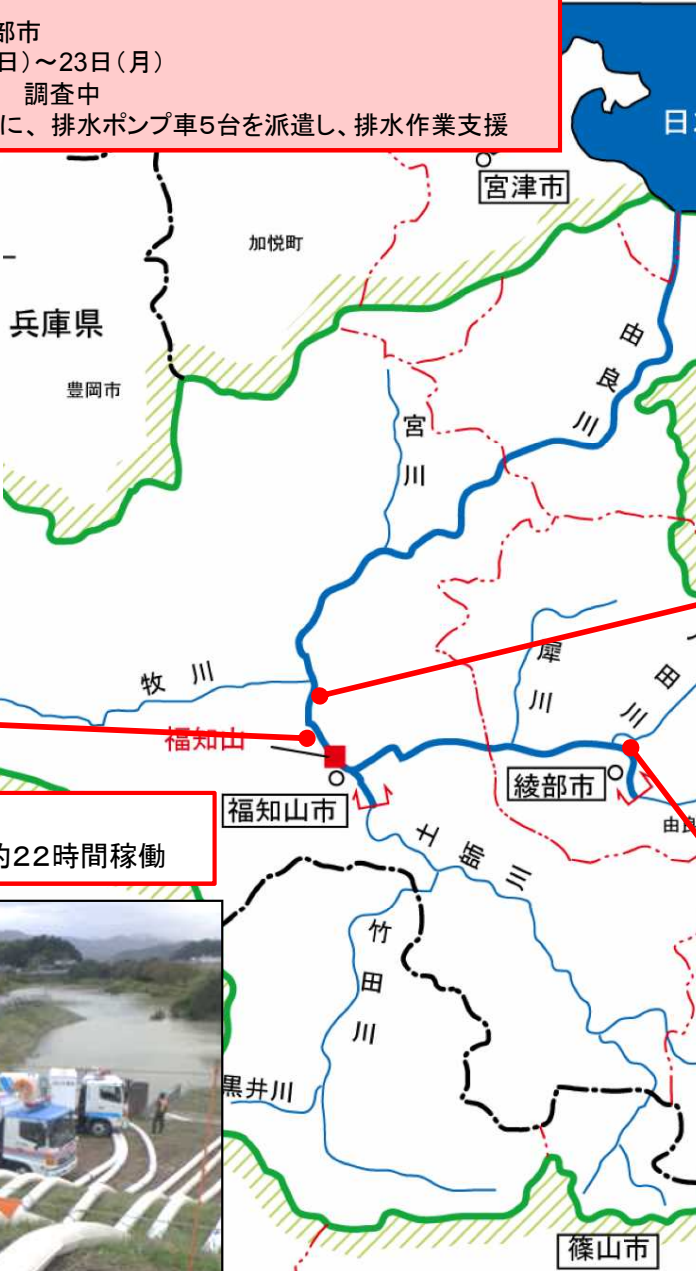 部市
日）～23日（月）
調査中
に、排水ポンプ車5台を派遣し、排水作業支援
日
宮津市
加悦町
兵庫県
豊岡市
由良川
宮川
牧川
犀川
田川
福知山
福知山市
綾部市
由良
土師川
約22時間稼働
竹田川
黒井川
篠山市